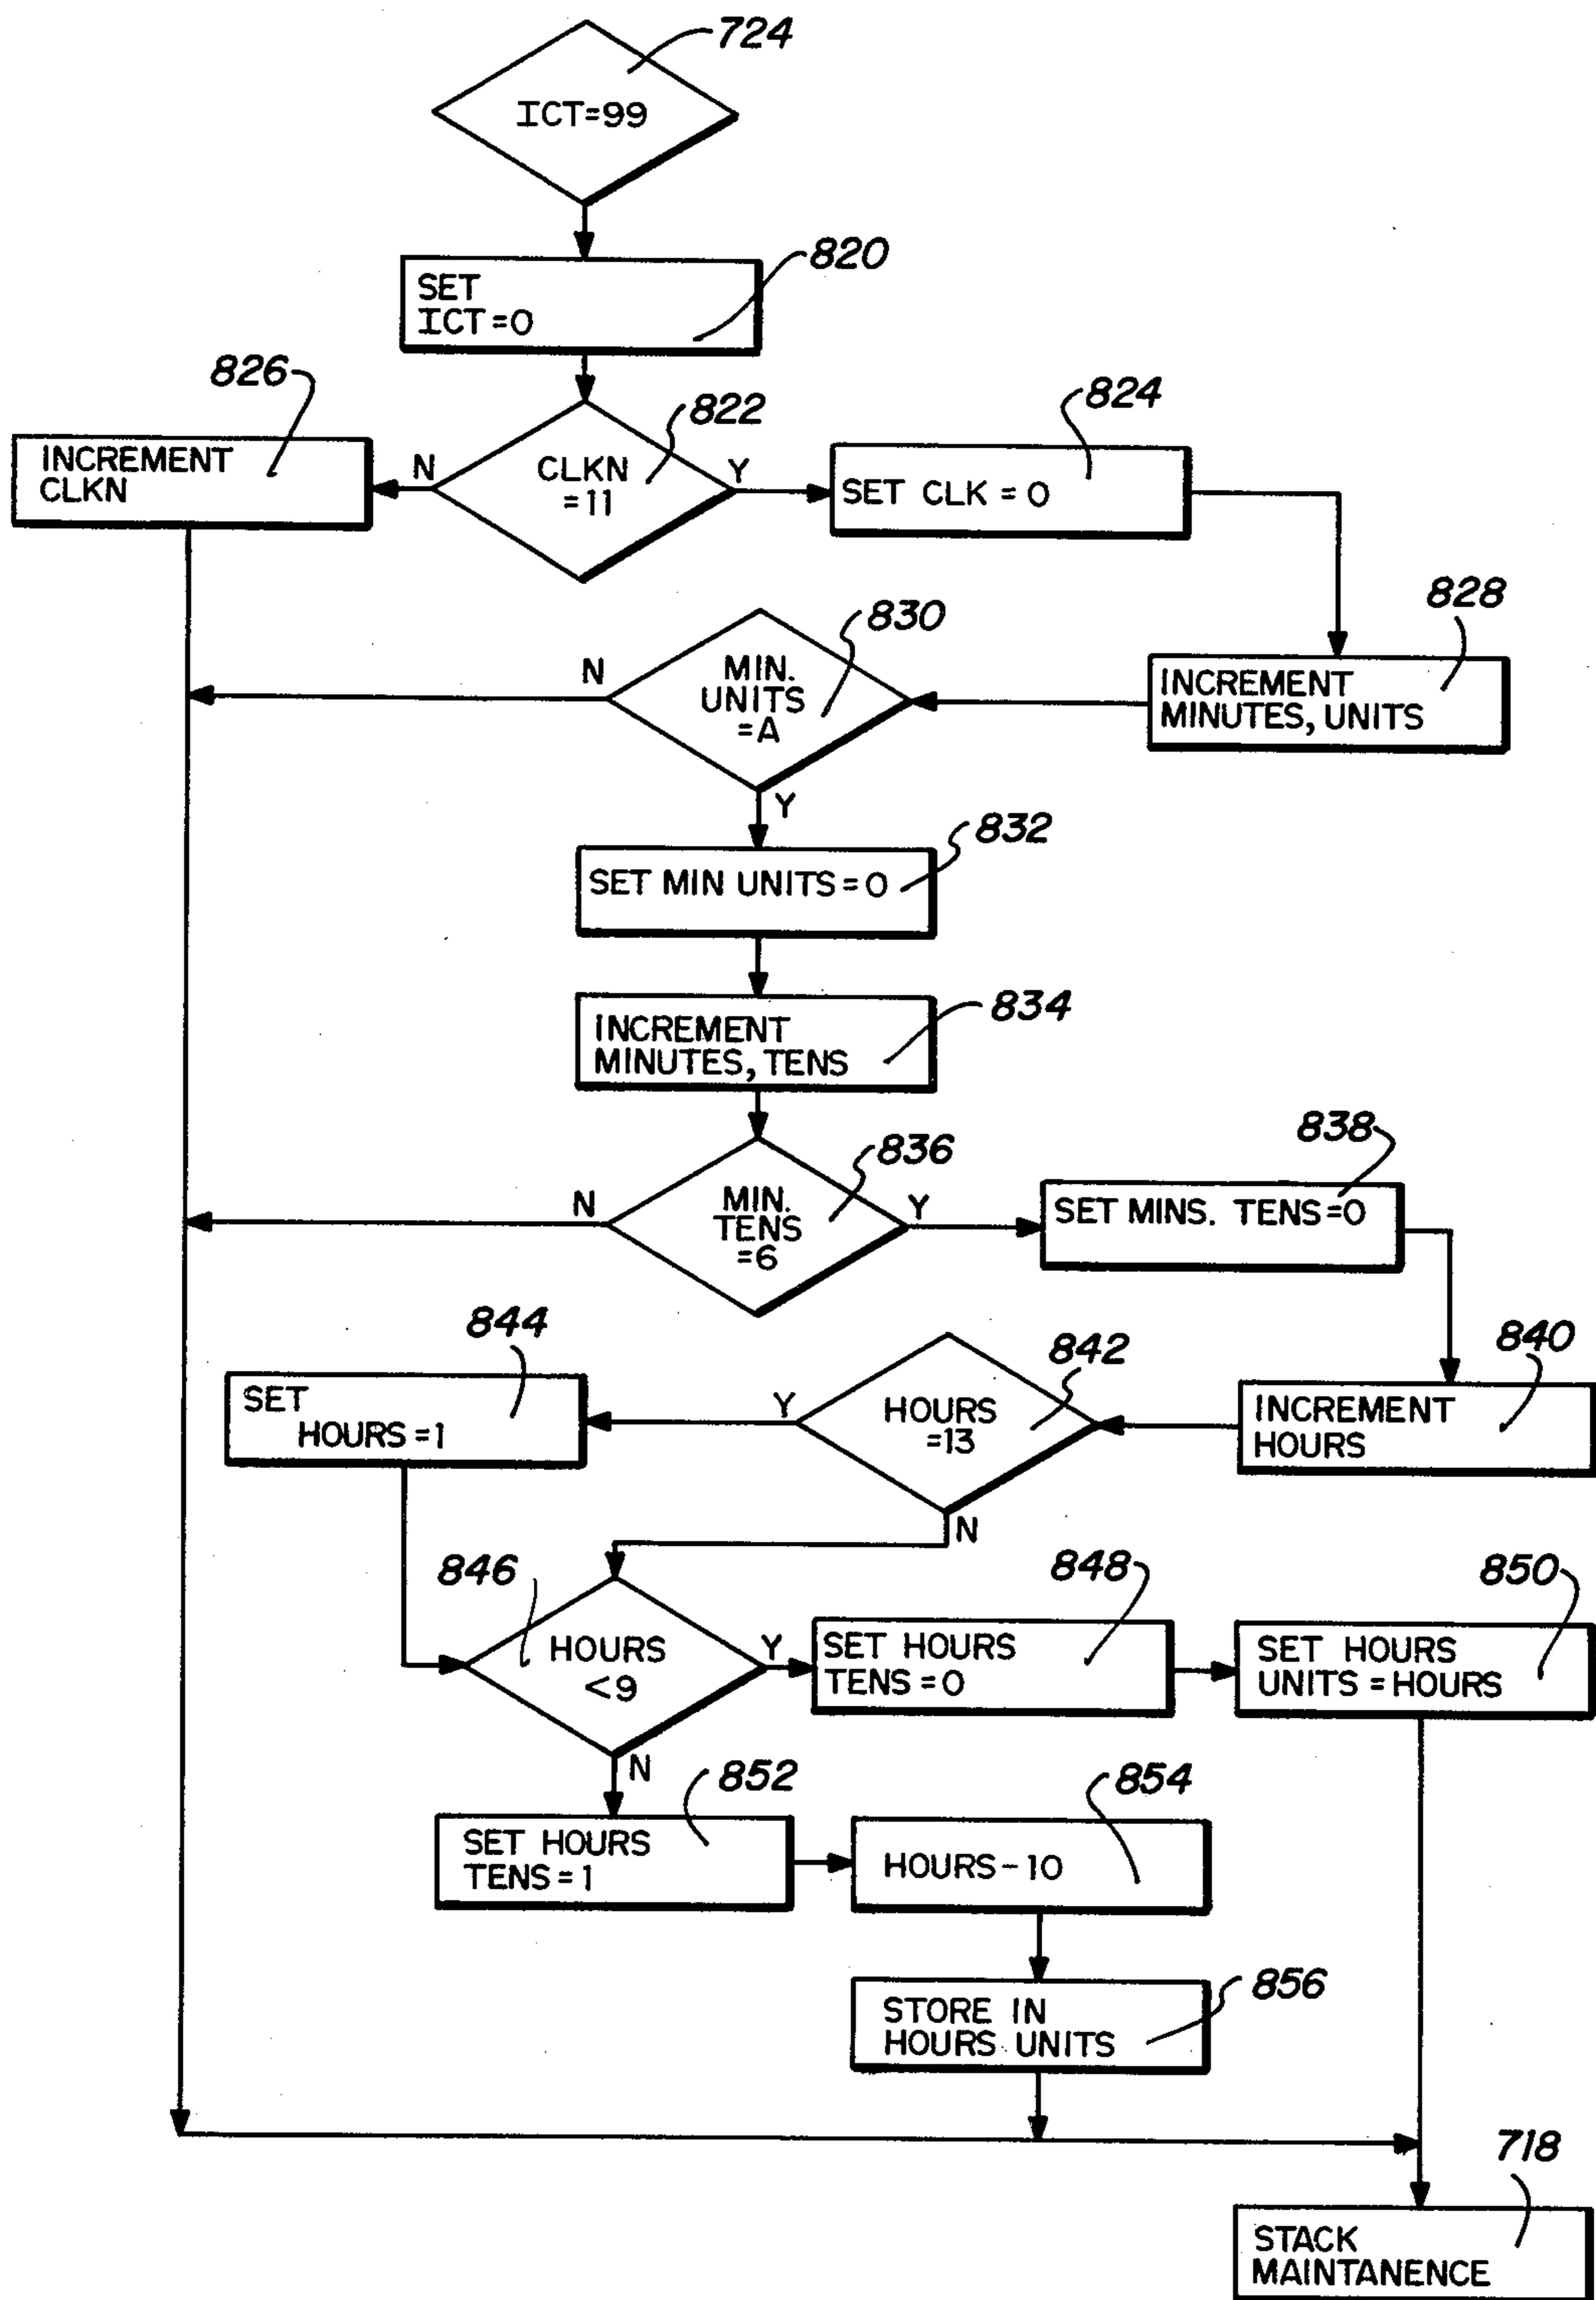 724
ICT=99
820
SET
ICT=0
826
822
824
INCREMENT
CLKN
N
CLKN
=11
Y
SET CLK = 0
828
830
N
MIN.
UNITS
=A
INCREMENT
MINUTES, UNITS
Y
832
SET MIN UNITS = 0
834
INCREMENT
MINUTES, TENS
838
836
N
MIN.
TENS
=6
Y
SET MINS. TENS=0
844
842
840
SET
HOURS = 1
Y
HOURS
=13
INCREMENT
HOURS
N
846
848
850
HOURS
<9
Y
SET HOURS
TENS = 0
SET HOURS
UNITS = HOURS
N
852
854
SET HOURS
TENS = 1
HOURS - 10
856
STORE IN
HOURS UNITS
718
STACK
MAINTANENCE